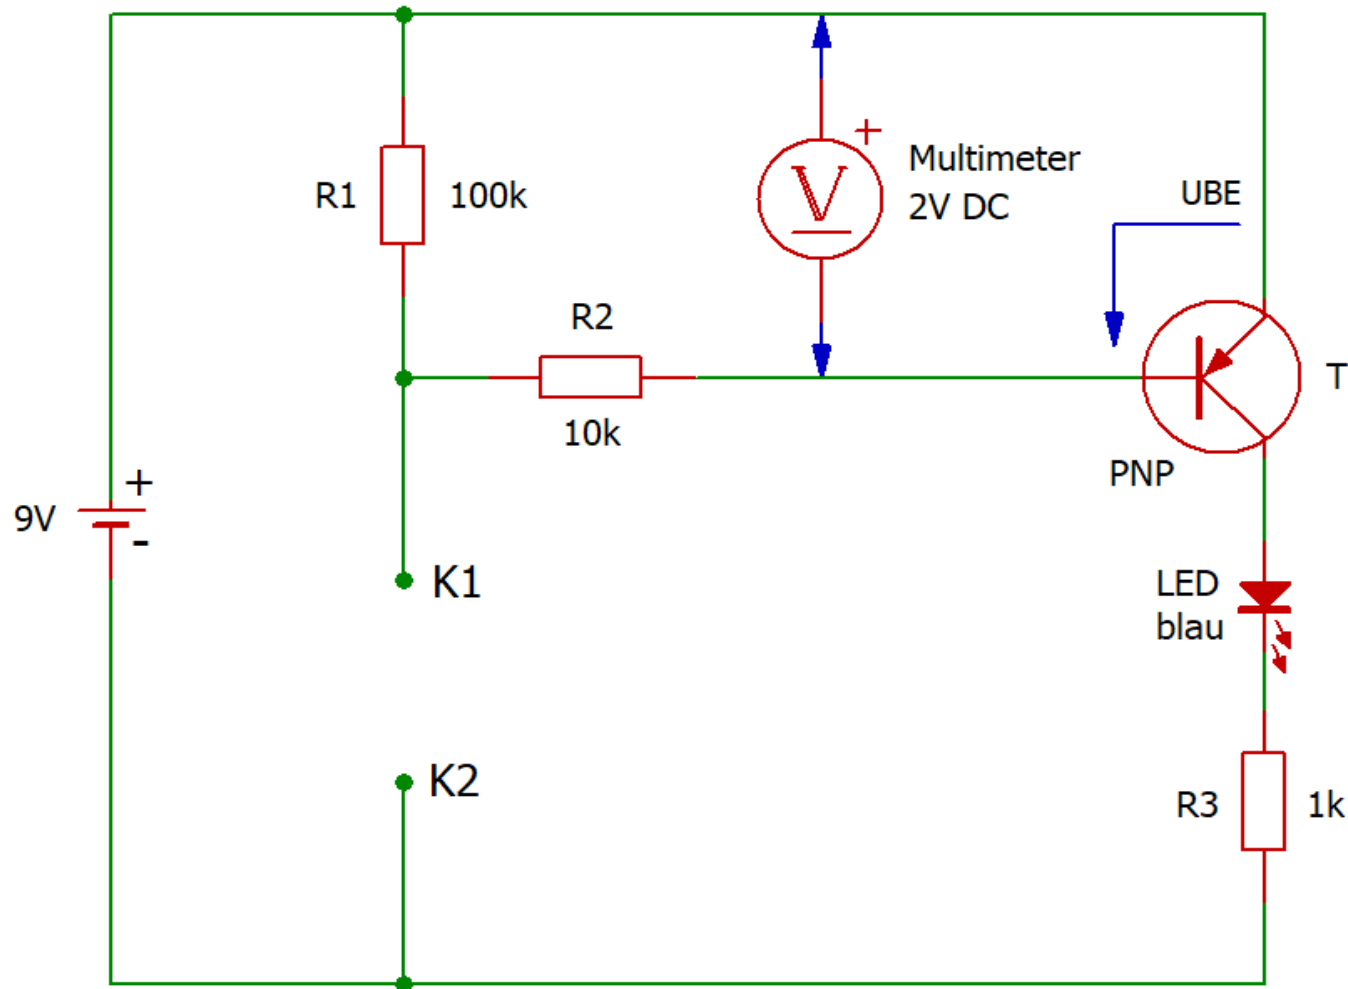 +
Multimeter
2V DC
V
UBE
R1
100k
R2
10k
T
PNP
+
9V
-
K1
LED
blau
K2
R3
1k